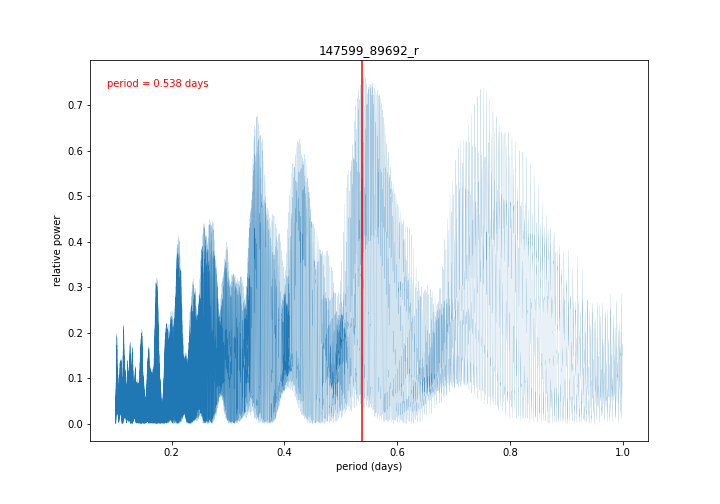 147599_89692_r
period = 0.538 days
relative power
0.7
0.6
0.5
0.4
0.3
0.2
0.1
0.0
0.2 0.4 0.6 0.8 1.0
period (days)